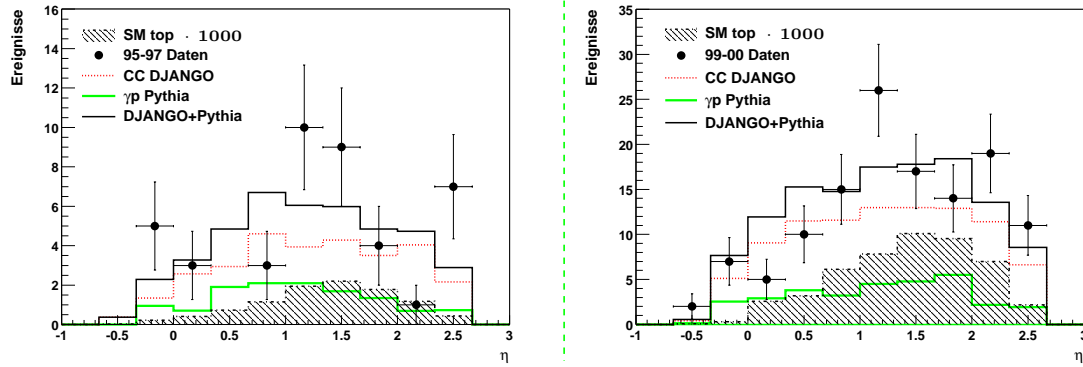 Ereignisse
16
14
12
10
8
6
4
2
0
SM top · 1000
95-97 Daten
CC DJANGO
γp Pythia
DJANGO+Pythia
-1 -0.5 0 0.5 1 1.5 2 2.5 3
η
Ereignisse
35
30
25
20
15
10
5
0
SM top · 1000
99-00 Daten
CC DJANGO
γp Pythia
DJANGO+Pythia
-1 -0.5 0 0.5 1 1.5 2 2.5 3
η